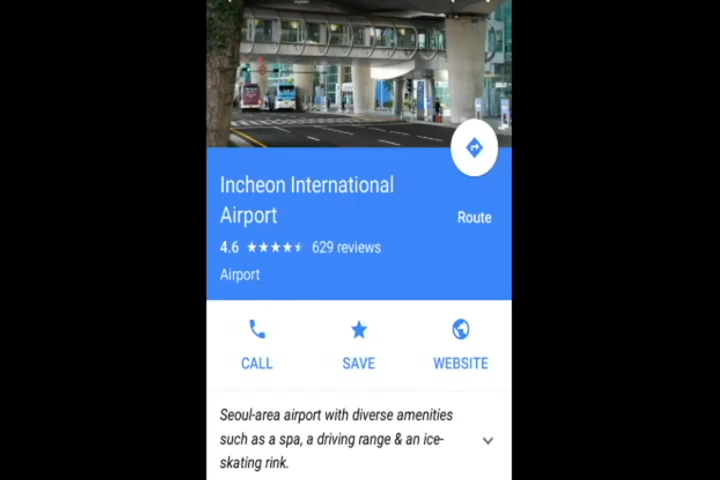 Incheon International
Airport
Route
4.6
629 reviews
Airport
CALL
SAVE
WEBSITE
Seoul-area airport with diverse amenities
such as a spa, a driving range & an ice-
skating rink.